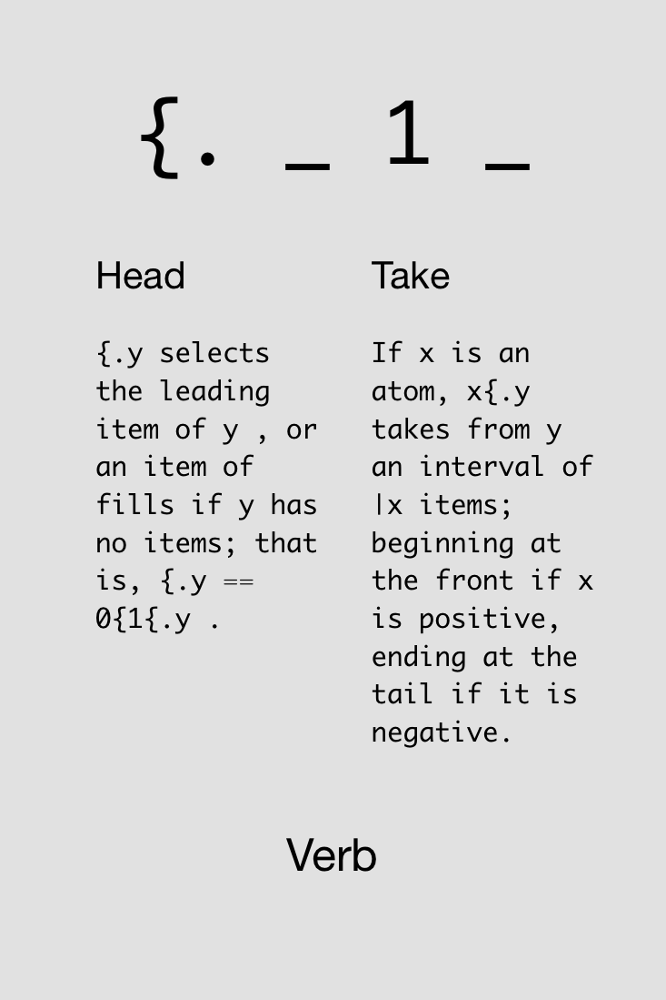 {. _ 1 _
Head
{.y selects
the leading
item of y , or
an item of
fills if y has
no items; that
is, {.y ==
0{1{.y .
Take
If x is an
atom, x{.y
takes from y
an interval of
|x items;
beginning at
the front if x
is positive,
ending at the
tail if it is
negative.
Verb